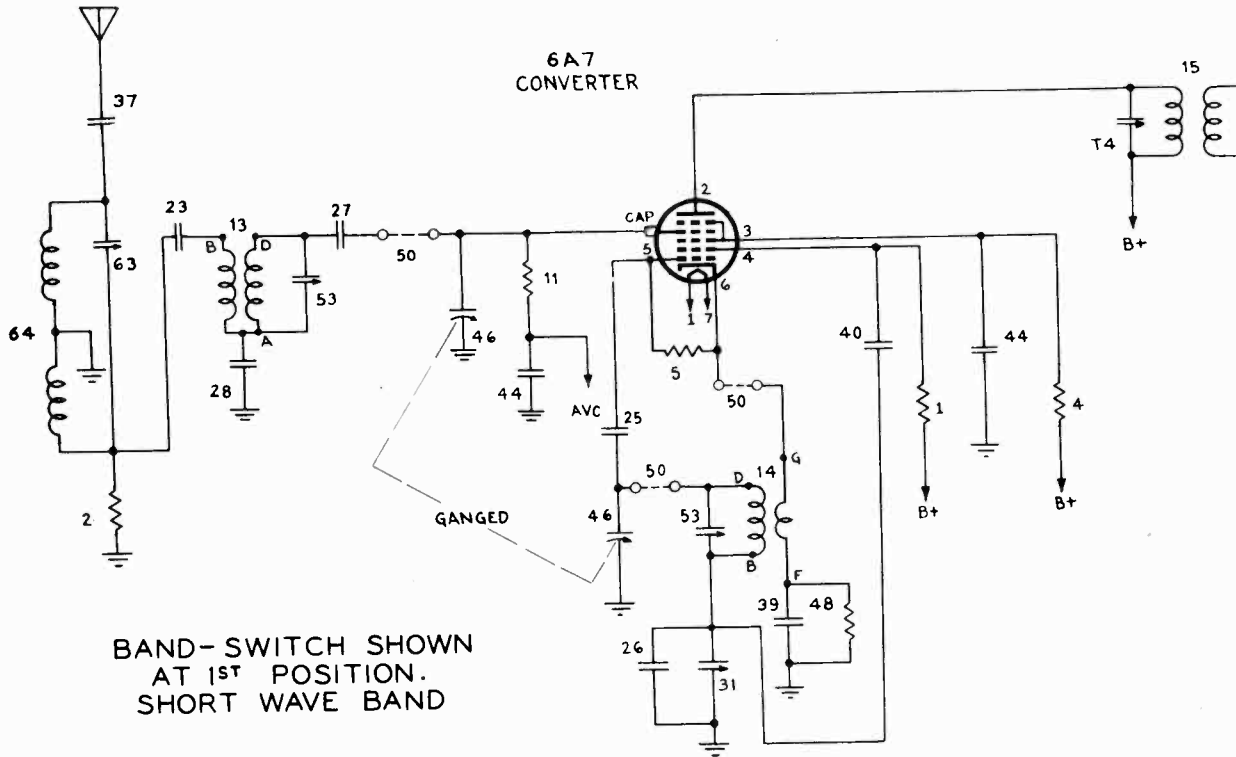 6A7
CONVERTER
15
37
T4
2
23
13
27
CAP
3
B
D
5
4
B+
63
50
11
6
53
1
7
64
A
46
40
44
28
5
44
AVC
50
1
4
25
G
50
D
14
2
GANGED
46
53
B+
B+
B
F
39
48
26
31
BAND-SWITCH SHOWN
AT 1ST POSITION.
SHORT WAVE BAND